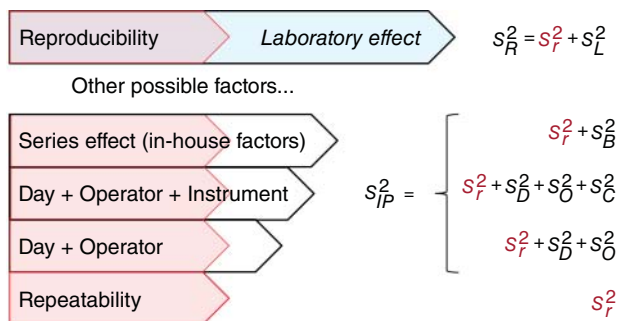 Reproducibility Laboratory effect s_R^2 = s_r^2 + s_L^2
Other possible factors...
Series effect (in-house factors) s_r^2 + s_B^2
Day + Operator + Instrument s_IP^2 = s_r^2 + s_D^2 + s_O^2 + s_C^2
Day + Operator s_r^2 + s_D^2 + s_O^2
Repeatability s_r^2